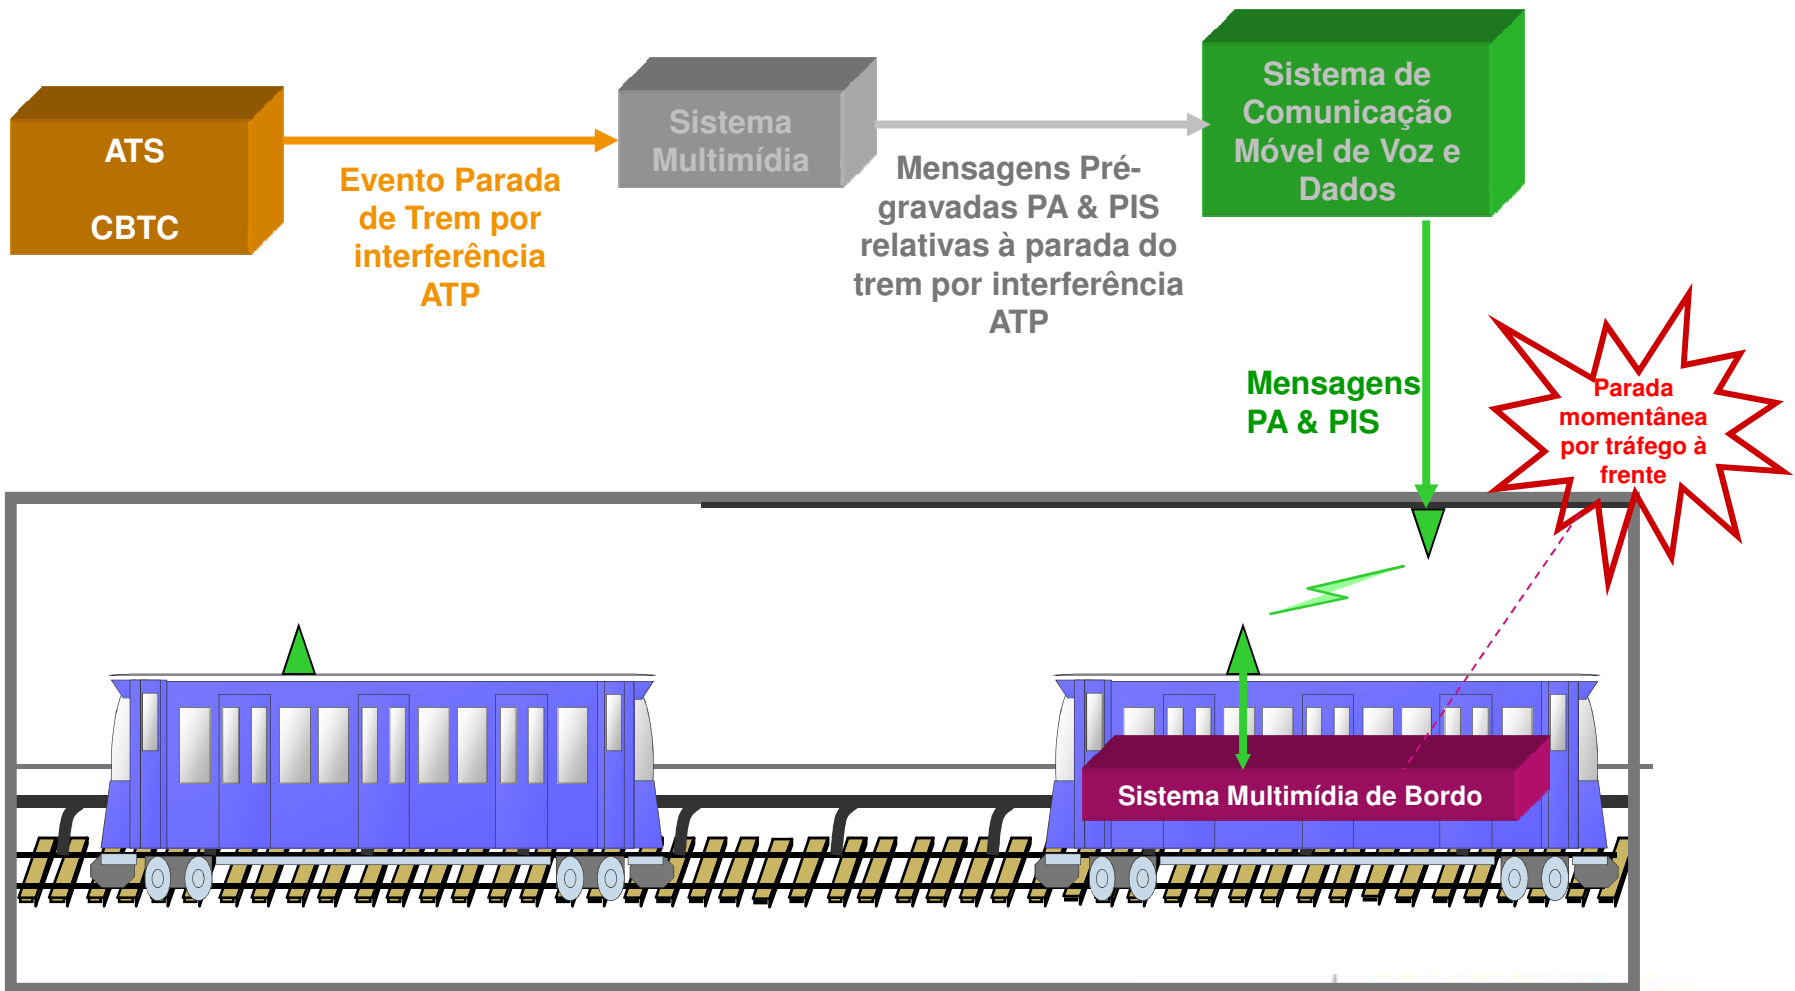 ATS
CBTC
Evento Parada
de Trem por
interferência
ATP
Sistema
Multimídia
Mensagens Pré-
gravadas PA & PIS
relativas à parada do
trem por interferência
ATP
Sistema de
Comunicação
Móvel de Voz e
Dados
Mensagens
PA & PIS
Parada
momentânea
por tráfego à
frente
Sistema Multimídia de Bordo